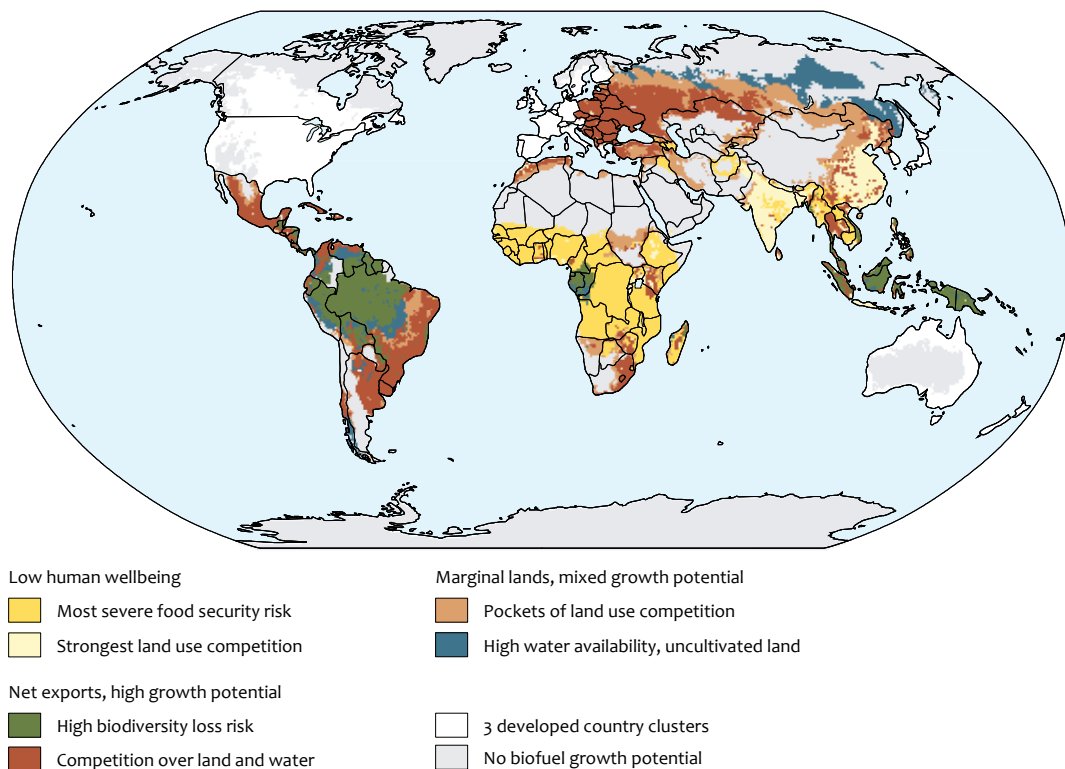 Low human wellbeing
Most severe food security risk
Strongest land use competition
Net exports, high growth potential
High biodiversity loss risk
Competition over land and water
Marginal lands, mixed growth potential
Pockets of land use competition
High water availability, uncultivated land
3 developed country clusters
No biofuel growth potential